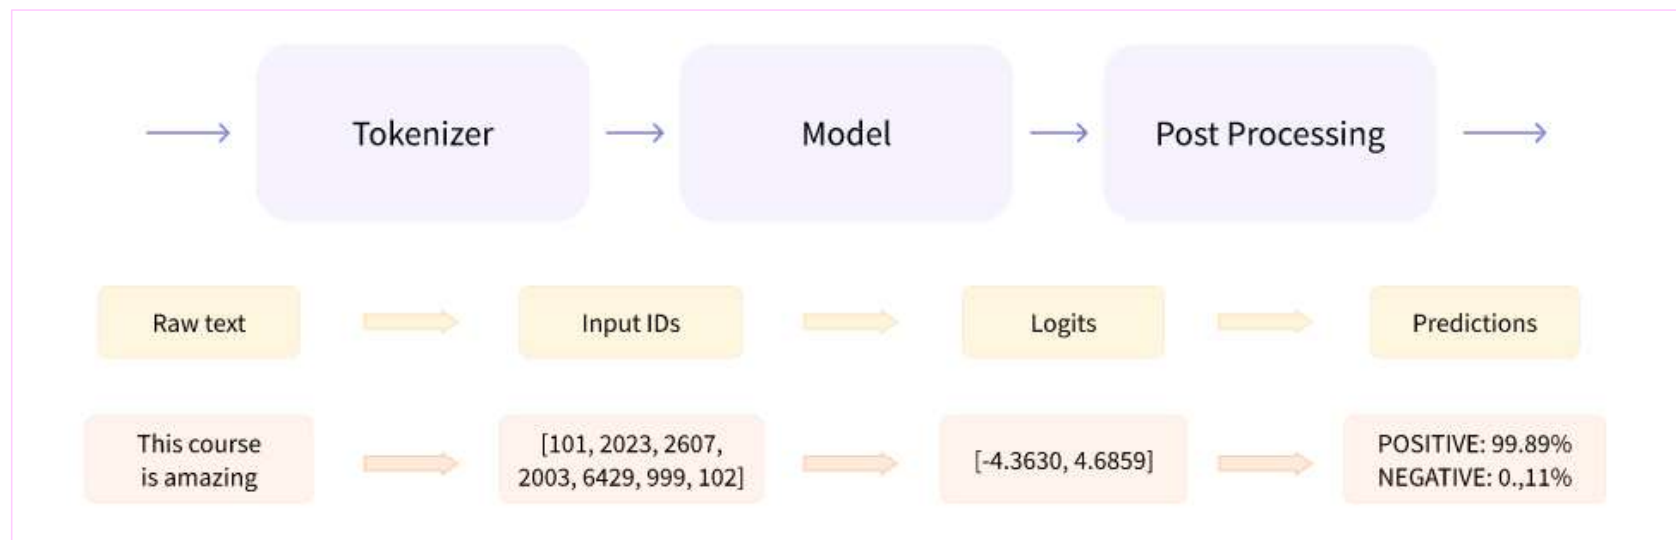 Tokenizer
Model
Post Processing
Raw text
Input IDs
Logits
Predictions
This course
is amazing
[101, 2023, 2607,
2003, 6429, 999, 102]
[-4.3630, 4.6859]
POSITIVE: 99.89%
NEGATIVE: 0.,11%